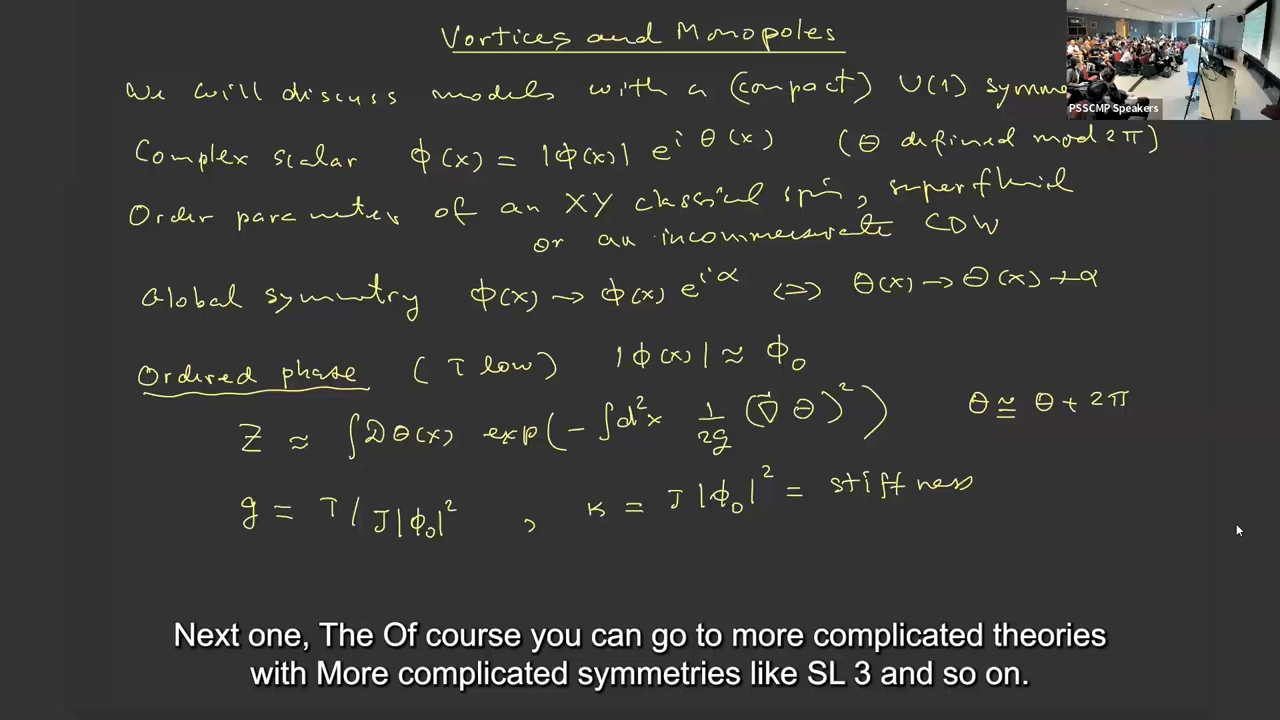 Vortices and Monopoles
We will discuss models with a (compact) U(1) symme
PSSCMP Speakers
Complex scalar ϕ(x) = |ϕ(x)| e^{iθ(x)} (θ defined mod 2π)
Order parameter of an XY classical spin, superfluid
or an incommensurate CDW
Global symmetry ϕ(x) → ϕ(x) e^{iα} ⇔ θ(x) → θ(x) + α
Ordered phase (T low) |ϕ(x)| ≈ ϕ₀
Z ≈ ∫Dθ(x) exp(-∫d²x 1/2g (∇⃗θ)²) θ ≅ θ + 2π
g = T/J|ϕ₀|² , κ = J|ϕ₀|² = stiffness
Next one, The Of course you can go to more complicated theories
with More complicated symmetries like SL 3 and so on.